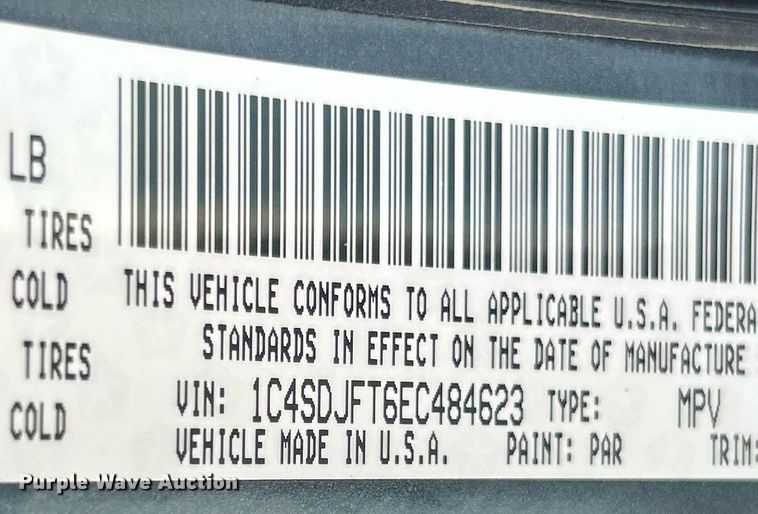 LB
TIRES
COLD
TIRES
COLD
THIS VEHICLE CONFORMS TO ALL APPLICABLE U.S.A. FEDERA
STANDARDS IN EFFECT ON THE DATE OF MANUFACTURE
VIN: 1C4SDJFT6EC484623 TYPE: MPV
VEHICLE MADE IN U.S.A. PAINT: PAR TRIM:
Purple Wave Auction